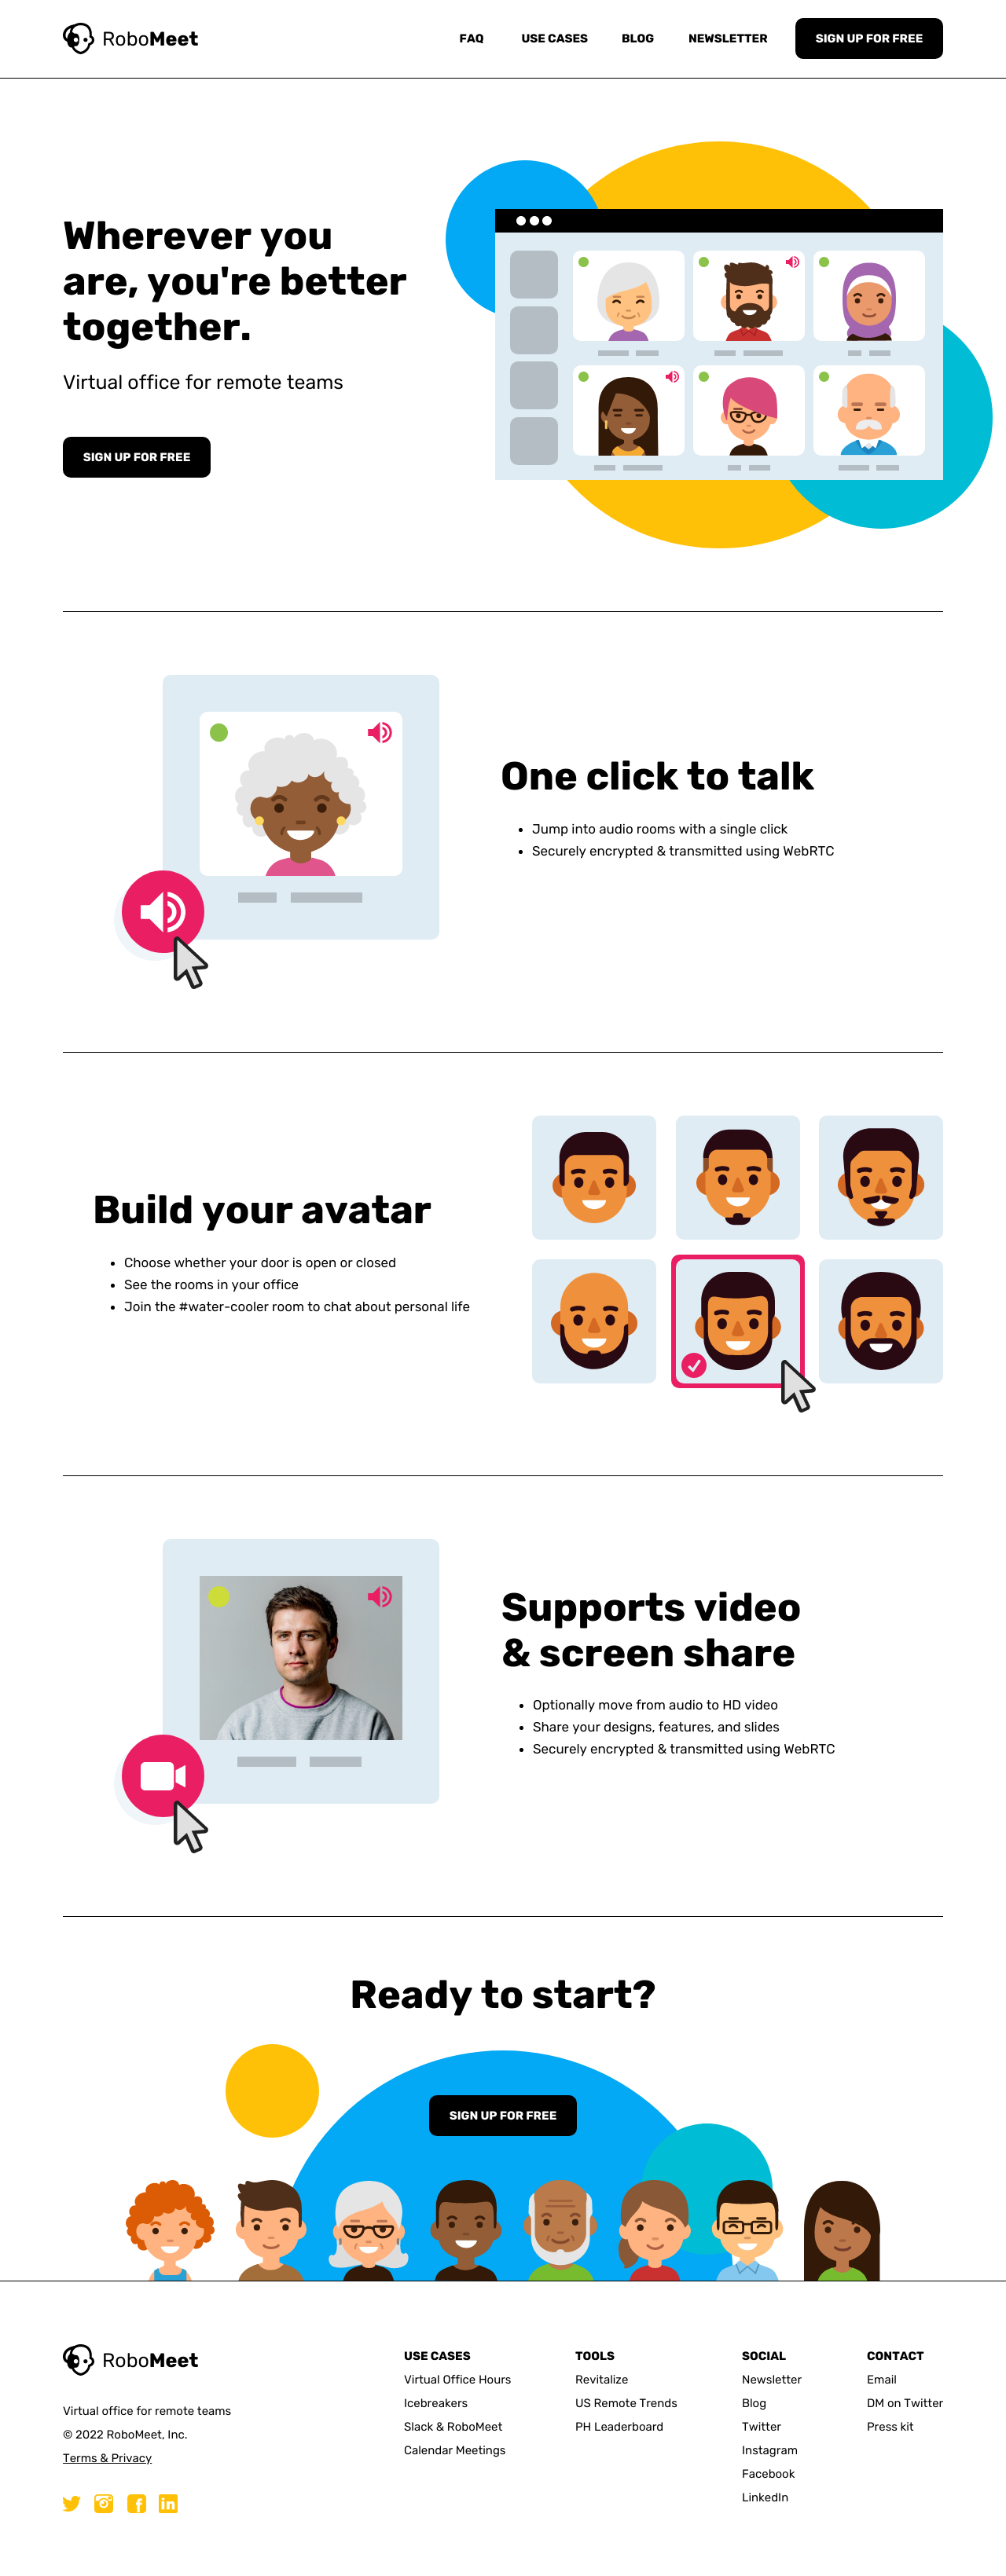 RoboMeet
FAQ
USE CASES
BLOG
NEWSLETTER
SIGN UP FOR FREE
Wherever you
are, you're better
together.
Virtual office for remote teams
SIGN UP FOR FREE
One click to talk
• Jump into audio rooms with a single click
• Securely encrypted & transmitted using WebRTC
Build your avatar
• Choose whether your door is open or closed
• See the rooms in your office
• Join the #water-cooler room to chat about personal life
Supports video
& screen share
• Optionally move from audio to HD video
• Share your designs, features, and slides
• Securely encrypted & transmitted using WebRTC
Ready to start?
SIGN UP FOR FREE
RoboMeet
Virtual office for remote teams
© 2022 RoboMeet, Inc.
Terms & Privacy
USE CASES
Virtual Office Hours
Icebreakers
Slack & RoboMeet
Calendar Meetings
TOOLS
Revitalize
US Remote Trends
PH Leaderboard
SOCIAL
Newsletter
Blog
Twitter
Instagram
Facebook
LinkedIn
CONTACT
Email
DM on Twitter
Press kit